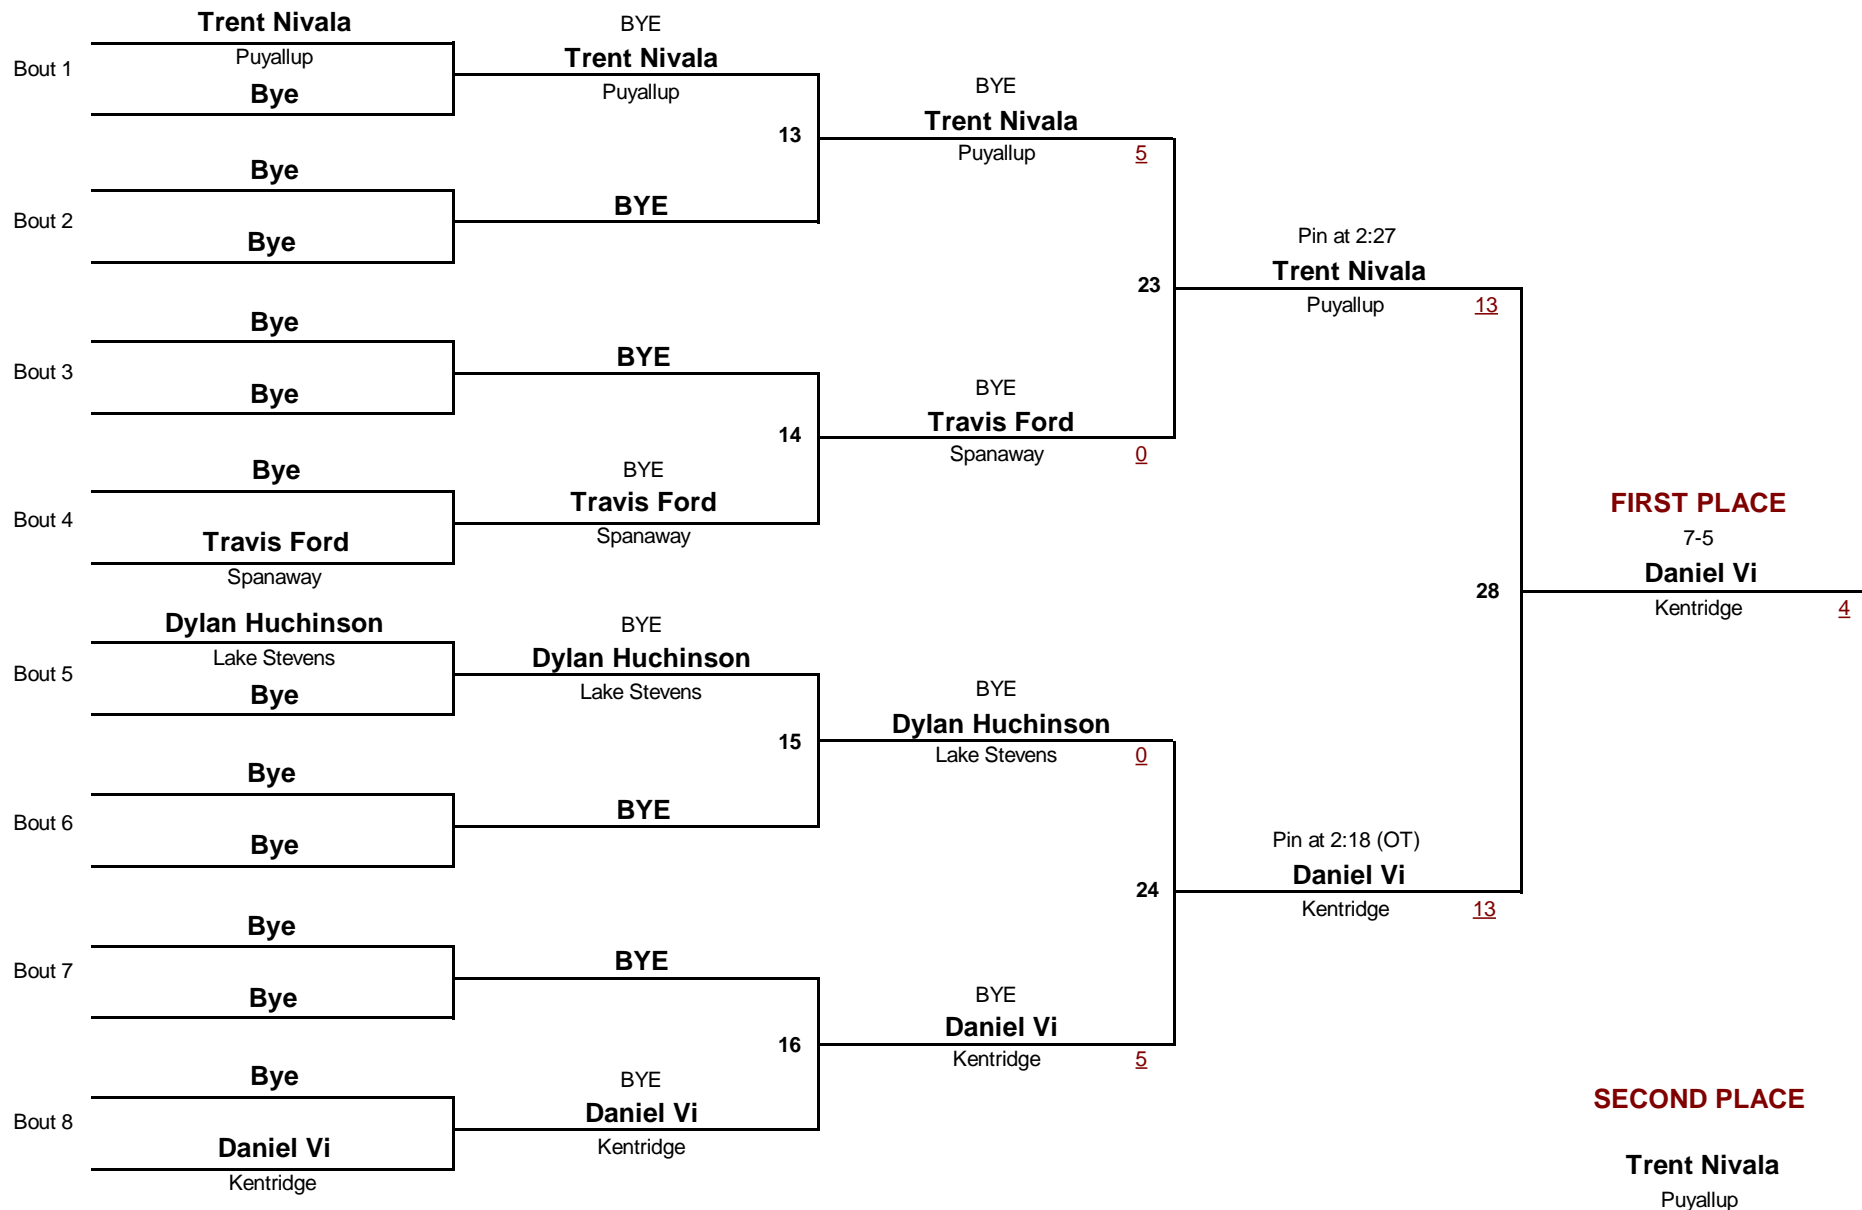 Trent Nivala
Puyallup
Bout 1
Bye
Bye
Bout 2
Bye
Bye
Bout 3
Bye
Bye
Bout 4
Travis Ford
Spanaway
Dylan Huchinson
Lake Stevens
Bout 5
Bye
Bye
Bout 6
Bye
Bye
Bout 7
Bye
Bye
Bout 8
Daniel Vi
Kentridge
BYE
Trent Nivala
Puyallup
13
BYE
BYE
14
BYE
Travis Ford
Spanaway
BYE
Dylan Huchinson
Lake Stevens
15
BYE
BYE
16
BYE
Daniel Vi
Kentridge
BYE
Trent Nivala
Puyallup 5
23
BYE
Travis Ford
Spanaway 0
BYE
Dylan Huchinson
Lake Stevens 0
24
BYE
Daniel Vi
Kentridge 5
Pin at 2:27
Trent Nivala
Puyallup 13
28
Pin at 2:18 (OT)
Daniel Vi
Kentridge 13
FIRST PLACE
7-5
Daniel Vi
Kentridge 4
SECOND PLACE
Trent Nivala
Puyallup